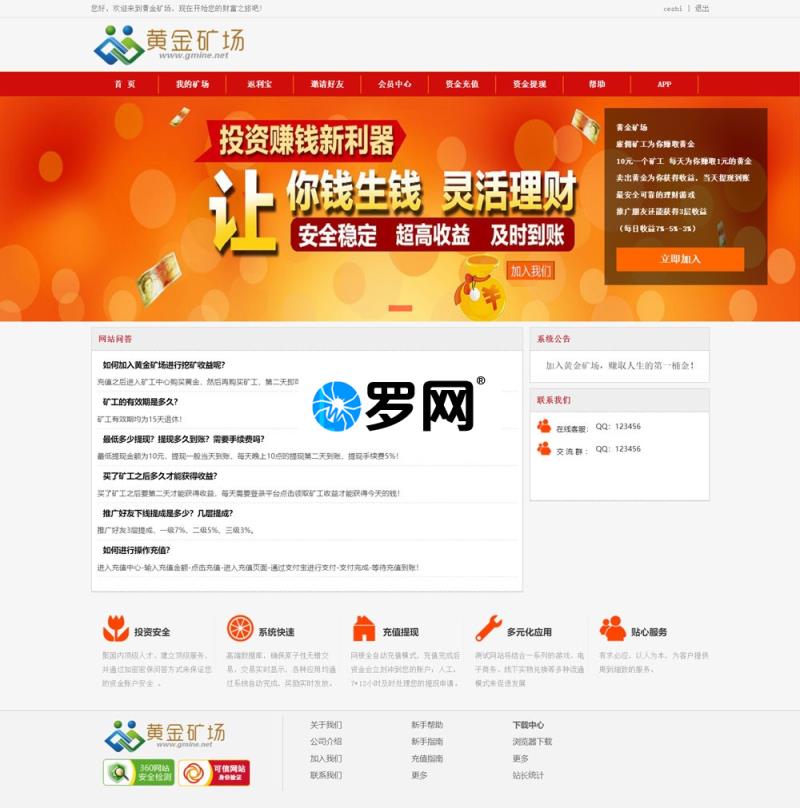 您好，欢迎来到黄金矿场，现在开始您的财富之旅吧！
ceshi | 退出
黄金矿场
www.gmine.net
首 页 我的矿场 返利宝 邀请好友 会员中心 资金充值 资金提现 帮助 APP
投资赚钱新利器
让 你钱生钱 灵活理财
安全稳定 超高收益 及时到账
加入我们
黄金矿场
雇佣矿工为你赚取黄金
10元一个矿工 每天为你赚取1元的黄金
卖出黄金为你获得收益，当天提现到账
最安全可靠的理财游戏
推广朋友还能获得3层收益
（每日收益7%-5%-3%）
立即加入
网站问答
如何加入黄金矿场进行挖矿收益呢？
充值之后进入矿工中心购买黄金，然后再购买矿工，第二天即可
矿工的有效期是多久？
矿工有效期均为15天退休！
最低多少提现？提现多久到账？需要手续费吗？
最低提现金额为10元，提现一般当天到账，每天晚上10点的提现第二天到账，提现手续费5%！
买了矿工之后多久才能获得收益？
买了矿工之后要第二天才能获得收益，每天需要登录平台点击领取矿工收益才能获得今天的钱！
推广好友下线提成是多少？几层提成？
推广好友3层提成，一级7%，二级5%，三级3%。
如何进行操作充值？
进入充值中心-输入充值金额-点击充值-进入充值页面-通过支付宝进行支付-支付完成-等待充值到账！
罗网®
系统公告
加入黄金矿场，赚取人生的第一桶金！
联系我们
在线客服： QQ：123456
交 流 群： QQ：123456
投资安全
聚国内顶级人才，建立顶级服务，
并通过加密密保问答方式来保证您
的资金账户安全 。
系统快速
高端数据库，确保原子性无错交
易，交易实时显示，各种应用均通
过系统自动完成，奖励实时发放。
充值提现
网银全自动充值模式，充值完成后
资金会立刻冲到您的账户，人工，
7*12小时及时处理您的提现申请。
多元化应用
测试网站将结合一系列的游戏、电
子商务、线下实物兑换等多种流通
模式来促进发展
贴心服务
有求必应，以人为本，为客户提供
周到细致的服务。
黄金矿场
www.gmine.net
360网站
安全检测
可信网站
身份验证
关于我们
公司介绍
加入我们
联系我们
新手帮助
新手指南
充值指南
更多
下载中心
浏览器下载
更多
站长统计